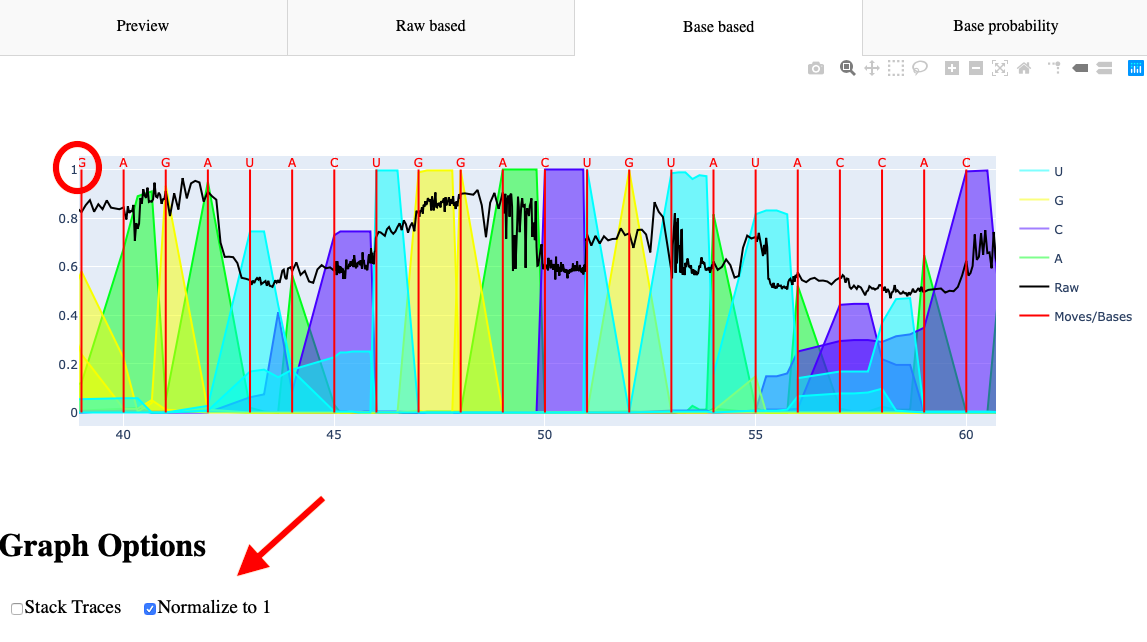 Preview Raw based Base based Base probability
G A G A U A C U G G A C U G U A U A C C A C
1
0.8
0.6
0.4
0.2
0
40 45 50 55 60
U
G
C
A
Raw
Moves/Bases
Graph Options
Stack Traces Normalize to 1